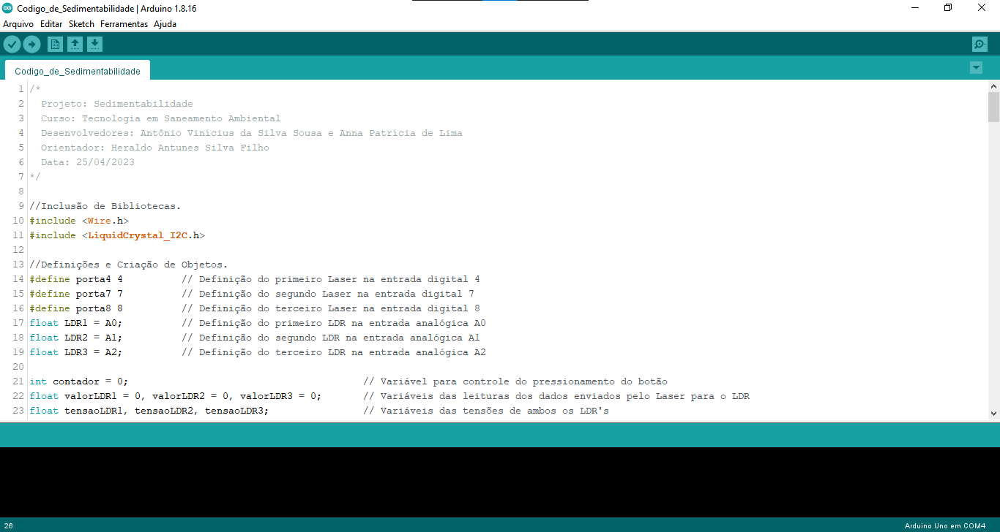 Codigo_de_Sedimentabilidade | Arduino 1.8.16
Arquivo Editar Sketch Ferramentas Ajuda
Codigo_de_Sedimentabilidade
1 /*
2 Projeto: Sedimentabilidade
3 Curso: Tecnologia em Saneamento Ambiental
4 Desenvolvedores: Antônio Vinícius da Silva Sousa e Anna Patrícia de Lima
5 Orientador: Heraldo Antunes Silva Filho
6 Data: 25/04/2023
7 */
8
9 //Inclusão de Bibliotecas.
10 #include <Wire.h>
11 #include <LiquidCrystal_I2C.h>
12
13 //Definições e Criação de Objetos.
14 #define porta4 4 // Definição do primeiro Laser na entrada digital 4
15 #define porta7 7 // Definição do segundo Laser na entrada digital 7
16 #define porta8 8 // Definição do terceiro Laser na entrada digital 8
17 float LDR1 = A0; // Definição do primeiro LDR na entrada analógica A0
18 float LDR2 = A1; // Definição do segundo LDR na entrada analógica A1
19 float LDR3 = A2; // Definição do terceiro LDR na entrada analógica A2
20
21 int contador = 0; // Variável para controle do pressionamento do botão
22 float valorLDR1 = 0, valorLDR2 = 0, valorLDR3 = 0; // Variáveis das leituras dos dados enviados pelo Laser para o LDR
23 float tensaoLDR1, tensaoLDR2, tensaoLDR3; // Variáveis das tensões de ambos os LDR's
26 Arduino Uno em COM4